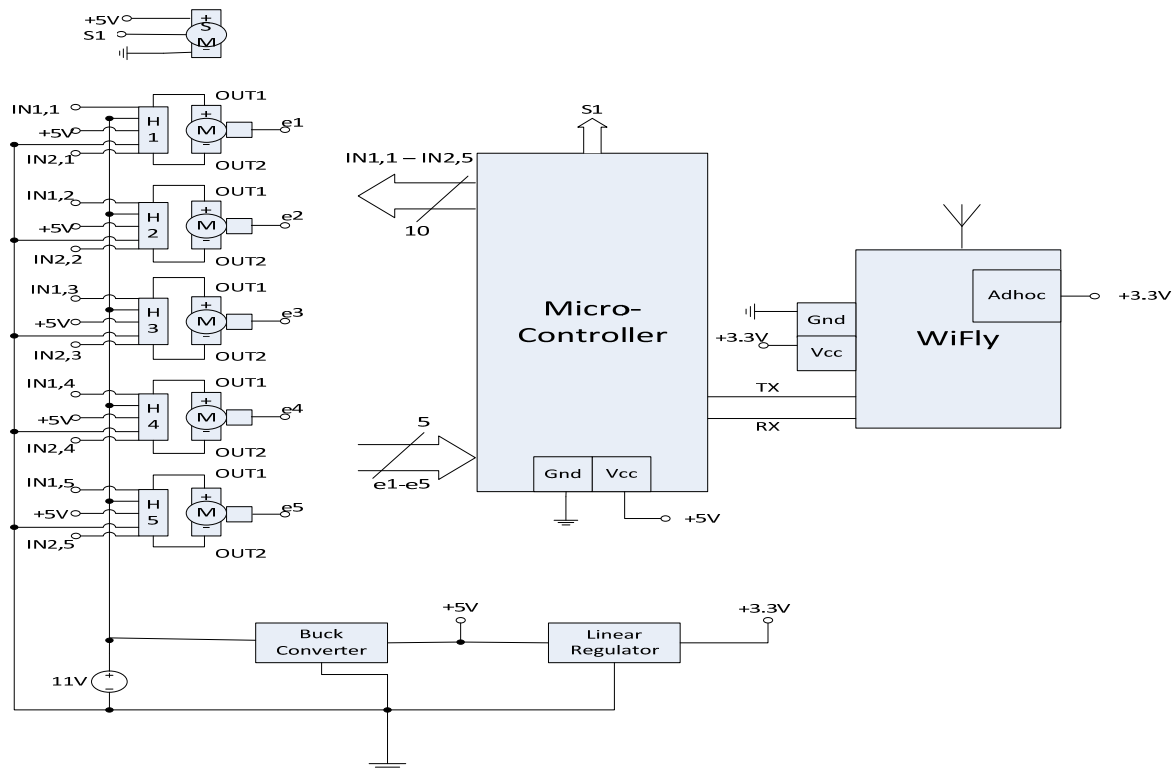 +5V
S1
+
S
M
-
IN1,1
+5V
IN2,1
H
1
OUT1
+
M
-
OUT2
e1
IN1,2
+5V
IN2,2
H
2
OUT1
+
M
-
OUT2
e2
IN1,3
+5V
IN2,3
H
3
OUT1
+
M
-
OUT2
e3
IN1,4
+5V
IN2,4
H
4
OUT1
+
M
-
OUT2
e4
IN1,5
+5V
IN2,5
H
5
OUT1
+
M
-
OUT2
e5
S1
IN1,1 – IN2,5
10
Micro-
Controller
5
e1-e5
Gnd
Vcc
+5V
TX
RX
Gnd
+3.3V
Vcc
WiFly
Adhoc
+3.3V
11V
+
-
Buck
Converter
+5V
Linear
Regulator
+3.3V